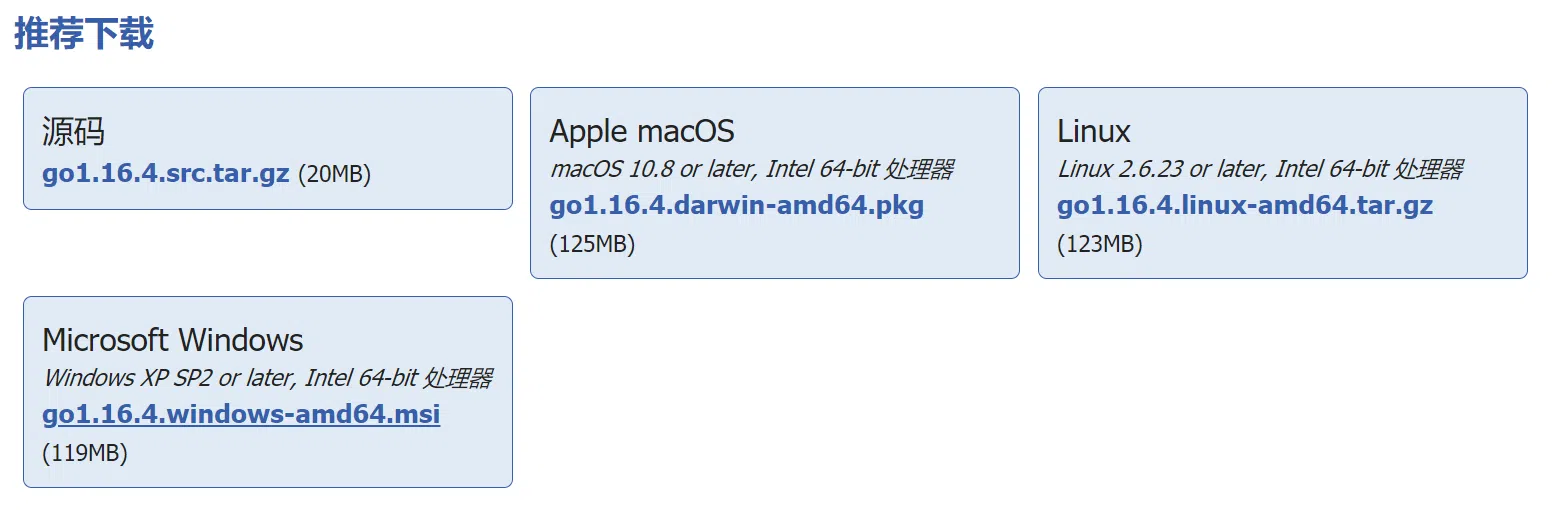 推荐下载
源码
go1.16.4.src.tar.gz (20MB)
Apple macOS
macOS 10.8 or later, Intel 64-bit 处理器
go1.16.4.darwin-amd64.pkg
(125MB)
Linux
Linux 2.6.23 or later, Intel 64-bit 处理器
go1.16.4.linux-amd64.tar.gz
(123MB)
Microsoft Windows
Windows XP SP2 or later, Intel 64-bit 处理器
go1.16.4.windows-amd64.msi
(119MB)